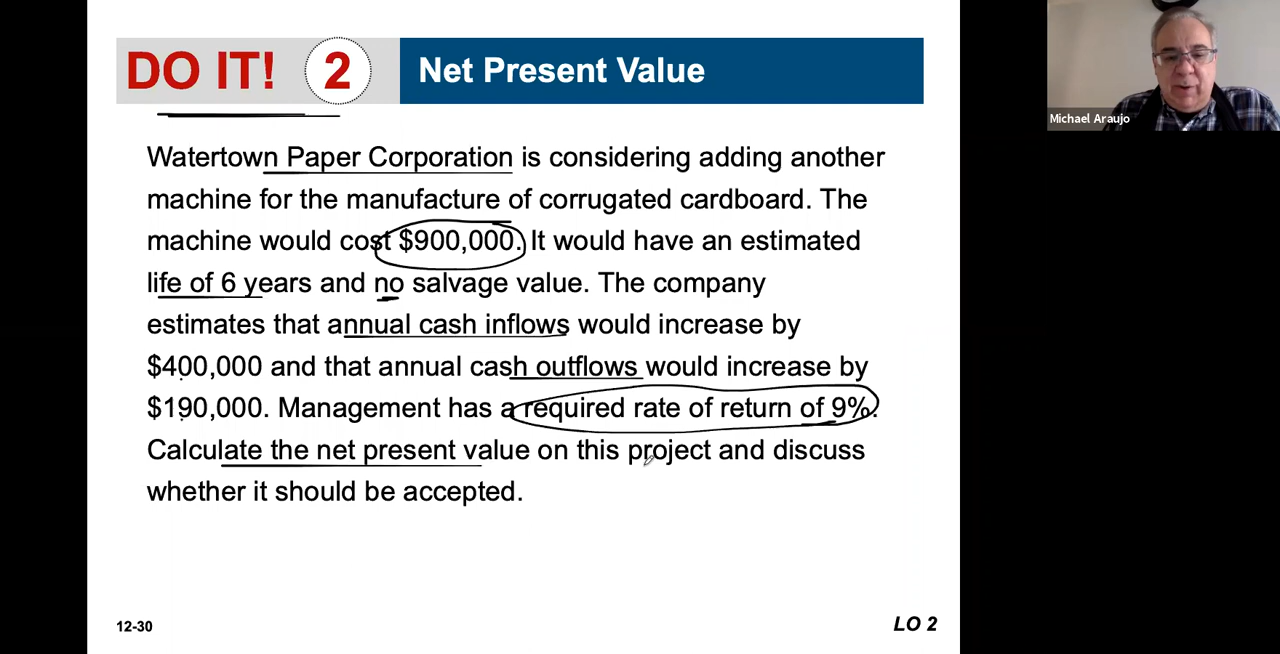 DO IT! 2 Net Present Value
Michael Araujo
Watertown Paper Corporation is considering adding another
machine for the manufacture of corrugated cardboard. The
machine would cost $900,000. It would have an estimated
life of 6 years and no salvage value. The company
estimates that annual cash inflows would increase by
$400,000 and that annual cash outflows would increase by
$190,000. Management has a required rate of return of 9%.
Calculate the net present value on this project and discuss
whether it should be accepted.
12-30
LO 2